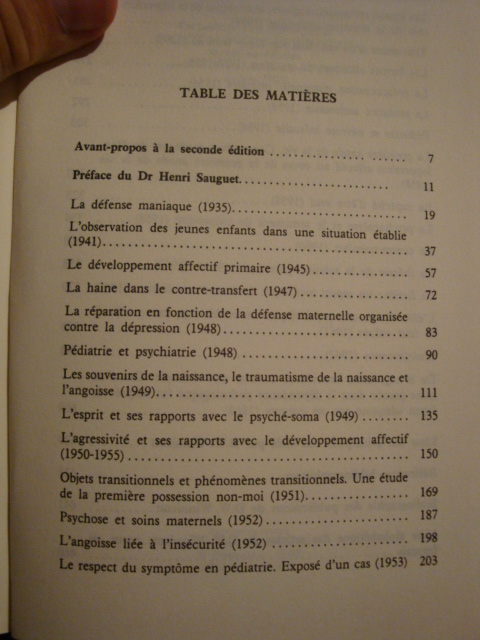 TABLE DES MATIÈRES
Avant-propos à la seconde édition .................. ...... 7
Préface du Dr Henri Sauguet........................ 11
La défense maniaque (1935)........................... 19
L'observation des jeunes enfants dans une situation établie
(1941)................................................ 37
Le développement affectif primaire (1945)............... 57
La haine dans le contre-transfert (1947).................. 72
La réparation en fonction de la défense maternelle organisée
contre la dépression (1948)............................ 83
Pédiatrie et psychiatrie (1948) ......................... 90
Les souvenirs de la naissance, le traumatisme de la naissance et
l'angoisse (1949)...................................... 111
L'esprit et ses rapports avec le psyché-soma (1949) ........ 135
L'agressivité et ses rapports avec le développement affectif
(1950-1955) .......................................... 150
Objets transitionnels et phénomènes transitionnels. Une étude
de la première possession non-moi (1951)................ 169
Psychose et soins maternels (1952) ...................... 187
L'angoisse liée à l'insécurité (1952) ..................... 198
Le respect du symptôme en pédiatrie. Exposé d'un cas (1953) 203